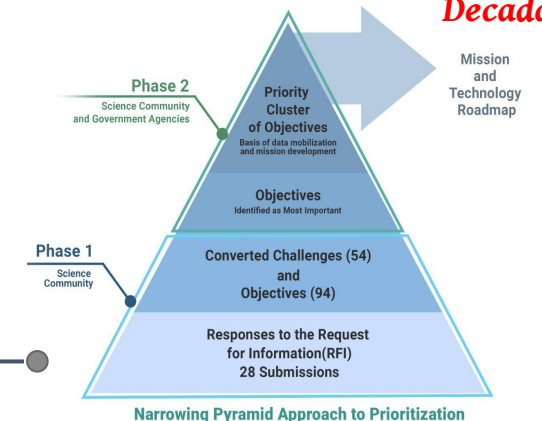 Phase 2
Science Community
and Government Agencies
Priority
Cluster
of Objectives
Basis of data mobilization
and mission development
Mission
and
Technology
Roadmap
Objectives
Identified as Most Important
Phase 1
Science
Community
Converted Challenges (54)
and
Objectives (94)
Responses to the Request
for Information(RFI)
28 Submissions
Narrowing Pyramid Approach to Prioritization